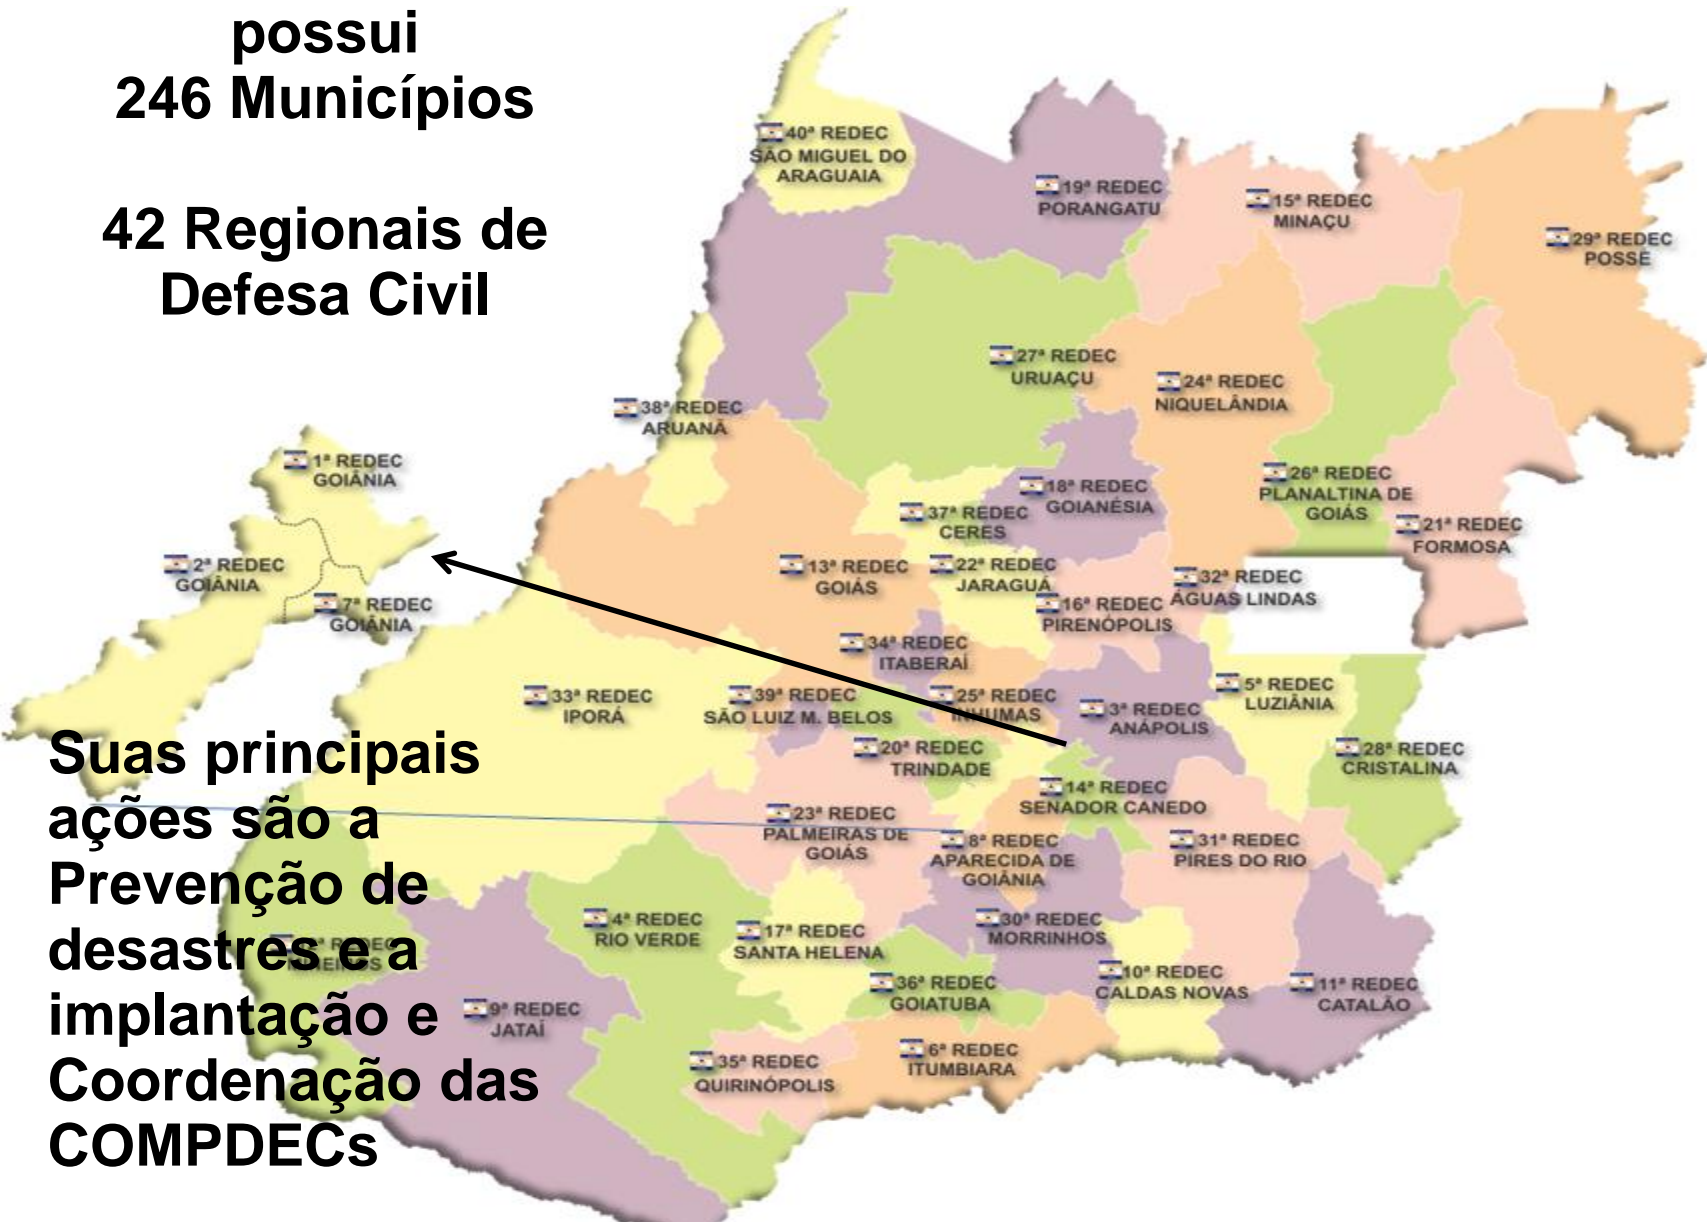 possui
246 Municípios
42 Regionais de
Defesa Civil
40ª REDEC
SÃO MIGUEL DO
ARAGUAIA
19ª REDEC
PORANGATU
15ª REDEC
MINAÇU
29ª REDEC
POSSE
27ª REDEC
URUAÇU
24ª REDEC
NIQUELÂNDIA
38ª REDEC
ARUANÃ
1ª REDEC
GOIÂNIA
2ª REDEC
GOIÂNIA
7ª REDEC
GOIÂNIA
18ª REDEC
GOIANÉSIA
26ª REDEC
PLANALTINA DE
GOIÁS
37ª REDEC
CERES
21ª REDEC
FORMOSA
13ª REDEC
GOIÁS
22ª REDEC
JARAGUÁ
32ª REDEC
ÁGUAS LINDAS
16ª REDEC
PIRENÓPOLIS
34ª REDEC
ITABERAÍ
33ª REDEC
IPORÁ
39ª REDEC
SÃO LUIZ M. BELOS
25ª REDEC
INHUMAS
3ª REDEC
ANÁPOLIS
5ª REDEC
LUZIÂNIA
20ª REDEC
TRINDADE
28ª REDEC
CRISTALINA
14ª REDEC
SENADOR CANEDO
23ª REDEC
PALMEIRAS DE
GOIÁS
8ª REDEC
APARECIDA DE
GOIÂNIA
31ª REDEC
PIRES DO RIO
4ª REDEC
RIO VERDE
17ª REDEC
SANTA HELENA
30ª REDEC
MORRINHOS
36ª REDEC
GOIATUBA
10ª REDEC
CALDAS NOVAS
11ª REDEC
CATALÃO
9ª REDEC
JATAÍ
35ª REDEC
QUIRINÓPOLIS
6ª REDEC
ITUMBIARA
REDEC
MINEIROS
Suas principais
ações são a
Prevenção de
desastres e a
implantação e
Coordenação das
COMPDECs